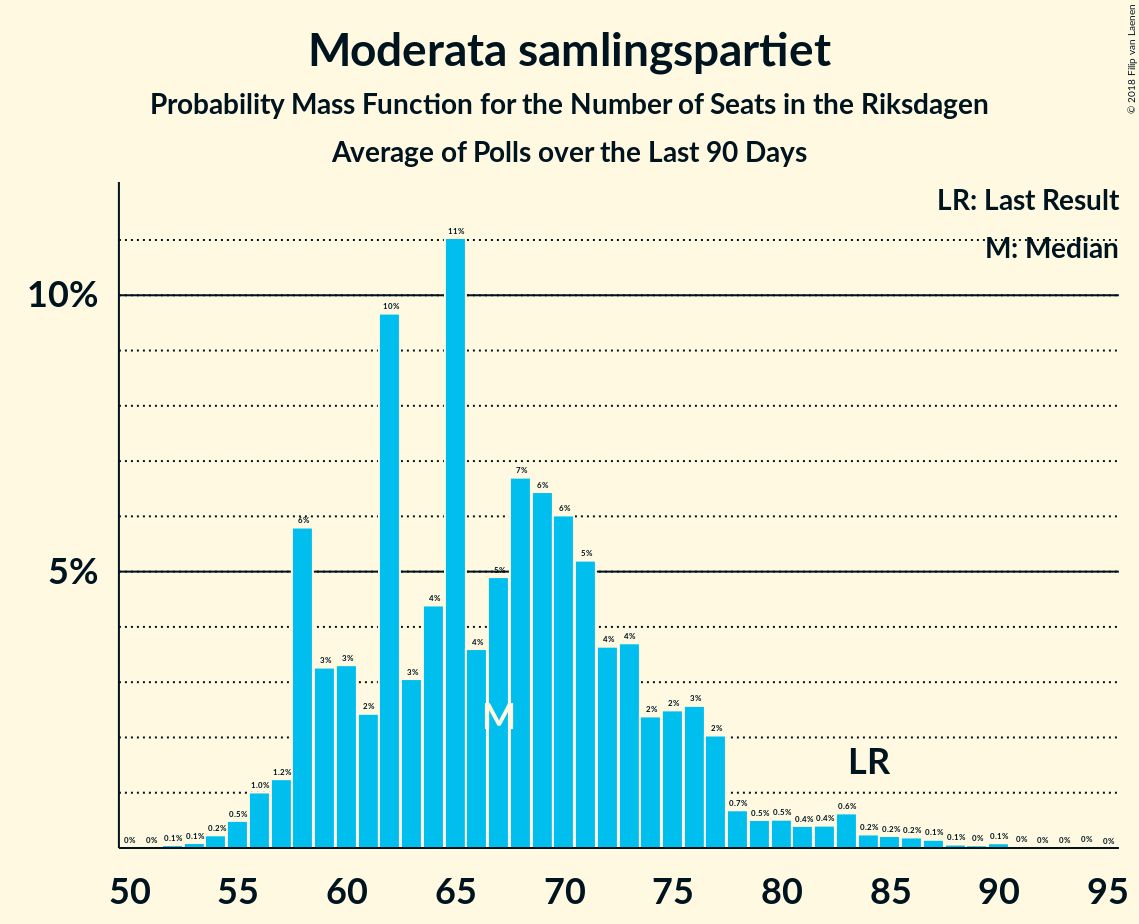 Moderata samlingspartiet
Probability Mass Function for the Number of Seats in the Riksdagen
Average of Polls over the Last 90 Days
© 2018 Filip van Laenen
LR: Last Result
M: Median
10%
5%
0% 0% 0.1% 0.1% 0.2% 0.5% 1.0% 1.2% 6% 3% 3% 2% 10% 3% 4% 11% 4% 5% 7% 6% 6% 5% 4% 4% 2% 2% 3% 2% 0.7% 0.5% 0.5% 0.4% 0.4% 0.6% 0.2% 0.2% 0.2% 0.1% 0.1% 0% 0.1% 0% 0% 0% 0% 0%
M
LR
50 55 60 65 70 75 80 85 90 95